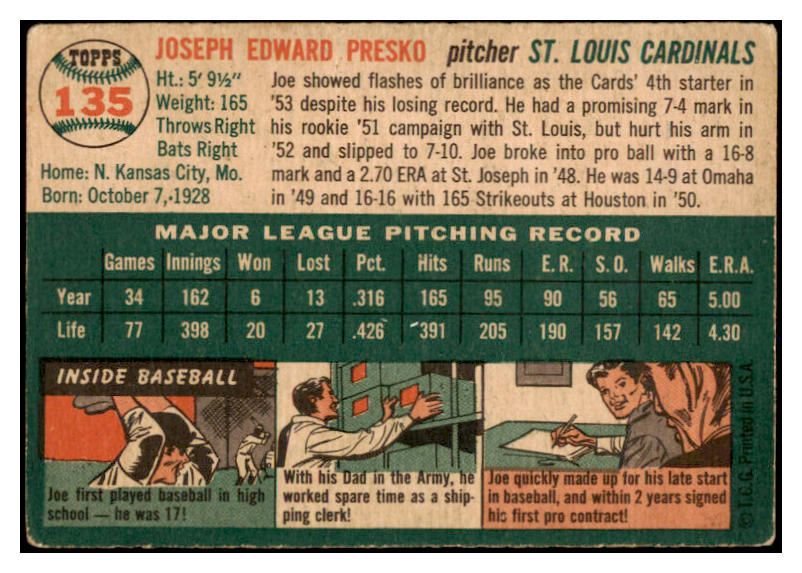 TOPPS
135
JOSEPH EDWARD PRESKO pitcher ST. LOUIS CARDINALS
Ht.: 5' 9½"
Weight: 165
Throws Right
Bats Right
Home: N. Kansas City, Mo.
Born: October 7, 1928
Joe showed flashes of brilliance as the Cards' 4th starter in
'53 despite his losing record. He had a promising 7-4 mark in
his rookie '51 campaign with St. Louis, but hurt his arm in
'52 and slipped to 7-10. Joe broke into pro ball with a 16-8
mark and a 2.70 ERA at St. Joseph in '48. He was 14-9 at Omaha
in '49 and 16-16 with 165 Strikeouts at Houston in '50.
MAJOR LEAGUE PITCHING RECORD
Games Innings Won Lost Pct. Hits Runs E.R. S.O. Walks E.R.A.
Year 34 162 6 13 .316 165 95 90 56 65 5.00
Life 77 398 20 27 .426 391 205 190 157 142 4.30
INSIDE BASEBALL
Joe first played baseball in high
school — he was 17!
With his Dad in the Army, he
worked spare time as a ship-
ping clerk!
Joe quickly made up for his late start
in baseball, and within 2 years signed
his first pro contract!
© T.C.G. Printed in U.S.A.